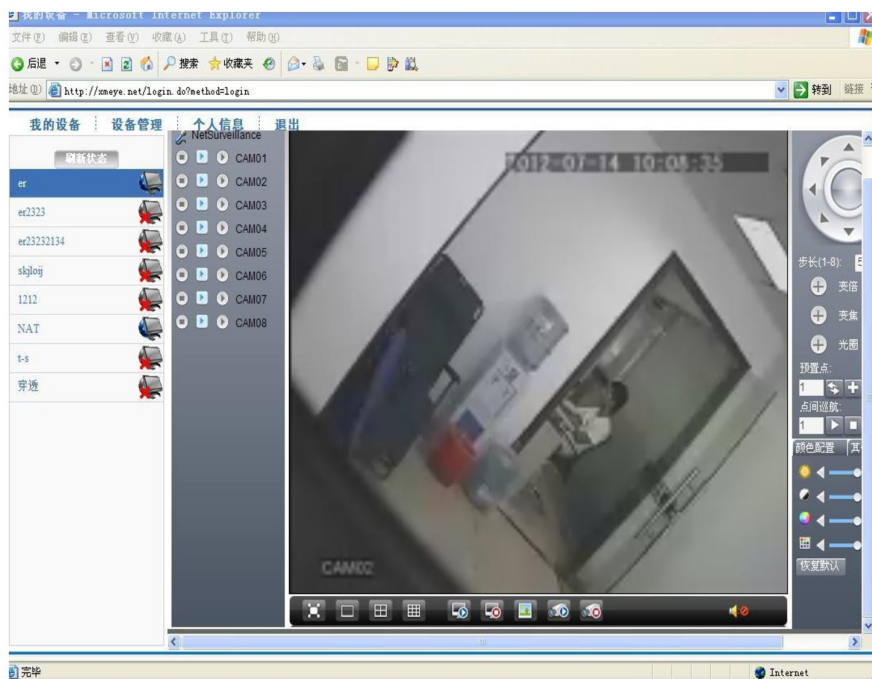 我的设备 - Microsoft Internet Explorer
文件(F) 编辑(E) 查看(V) 收藏(A) 工具(T) 帮助(H)
后退 搜索 收藏夹
地址(D) http://xmeye.net/login.do?method=login 转到 链接
我的设备 设备管理 个人信息 退出
刷新状态
er
er2323
er23232134
skjloij
1212
NAT
t-s
穿透
NetSurveillance
CAM01
CAM02
CAM03
CAM04
CAM05
CAM06
CAM07
CAM08
2012-07-14 10:08:35
CAM02
步长(1-8): 5
变倍
变焦
光圈
预置点:
1
点间巡航:
1
颜色配置 其
恢复默认
完毕 Internet